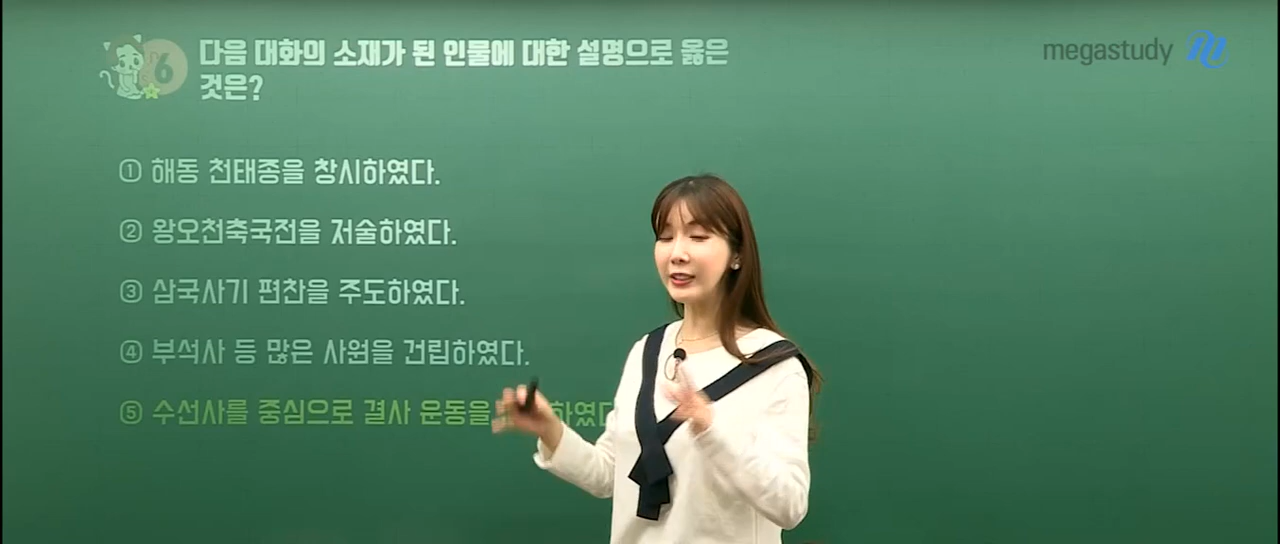 6 다음 대화의 소재가 된 인물에 대한 설명으로 옳은
것은?
megastudy
① 해동 천태종을 창시하였다.
② 왕오천축국전을 저술하였다.
③ 삼국사기 편찬을 주도하였다.
④ 부석사 등 많은 사원을 건립하였다.
⑤ 수선사를 중심으로 결사 운동을